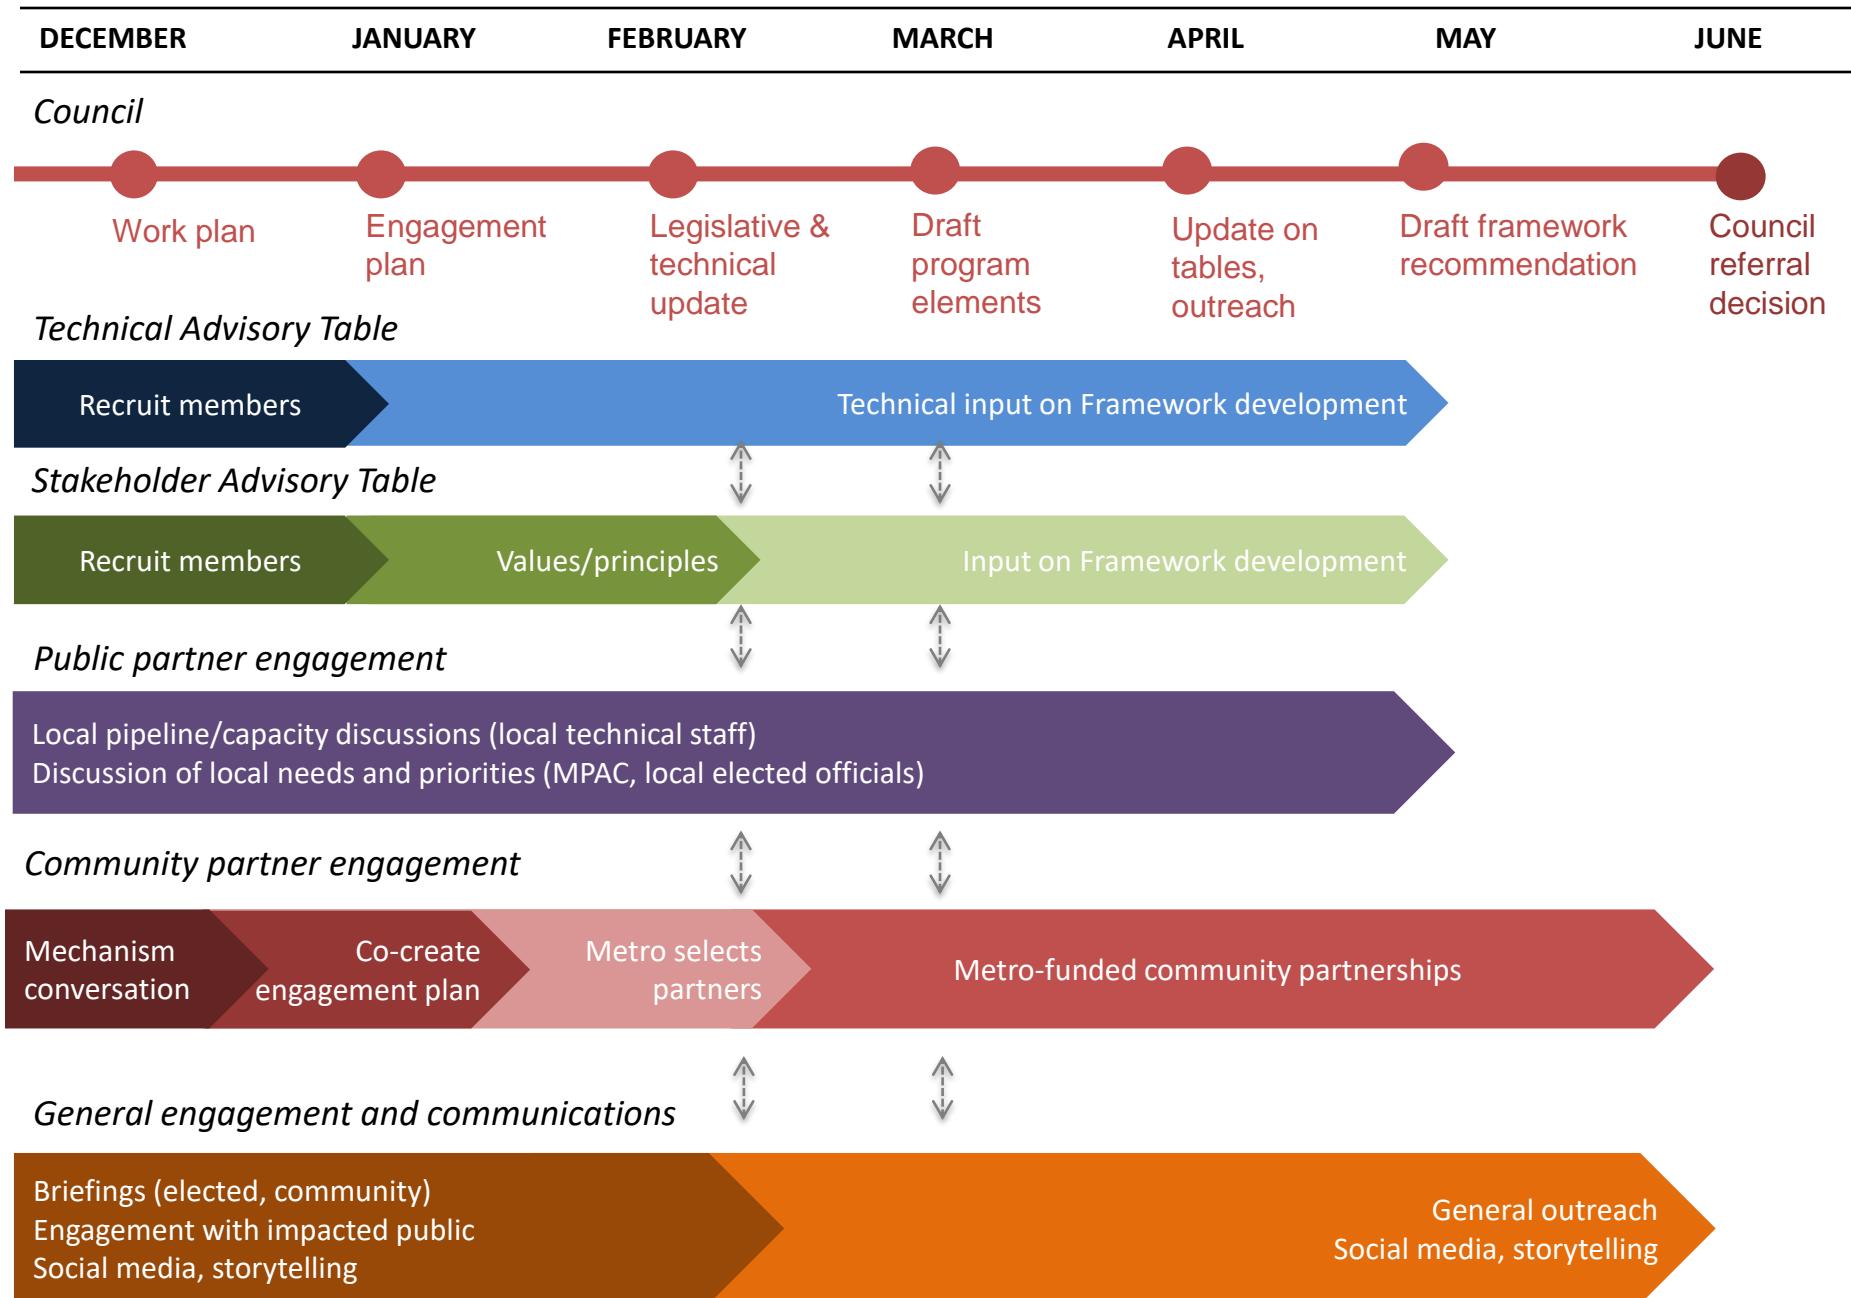 DECEMBER JANUARY FEBRUARY MARCH APRIL MAY JUNE
Council
Work plan
Engagement
plan
Legislative &
technical
update
Draft
program
elements
Update on
tables,
outreach
Draft framework
recommendation
Council
referral
decision
Technical Advisory Table
Recruit members
Technical input on Framework development
Stakeholder Advisory Table
Recruit members
Values/principles
Input on Framework development
Public partner engagement
Local pipeline/capacity discussions (local technical staff)
Discussion of local needs and priorities (MPAC, local elected officials)
Community partner engagement
Mechanism
conversation
Co-create
engagement plan
Metro selects
partners
Metro-funded community partnerships
General engagement and communications
Briefings (elected, community)
Engagement with impacted public
Social media, storytelling
General outreach
Social media, storytelling